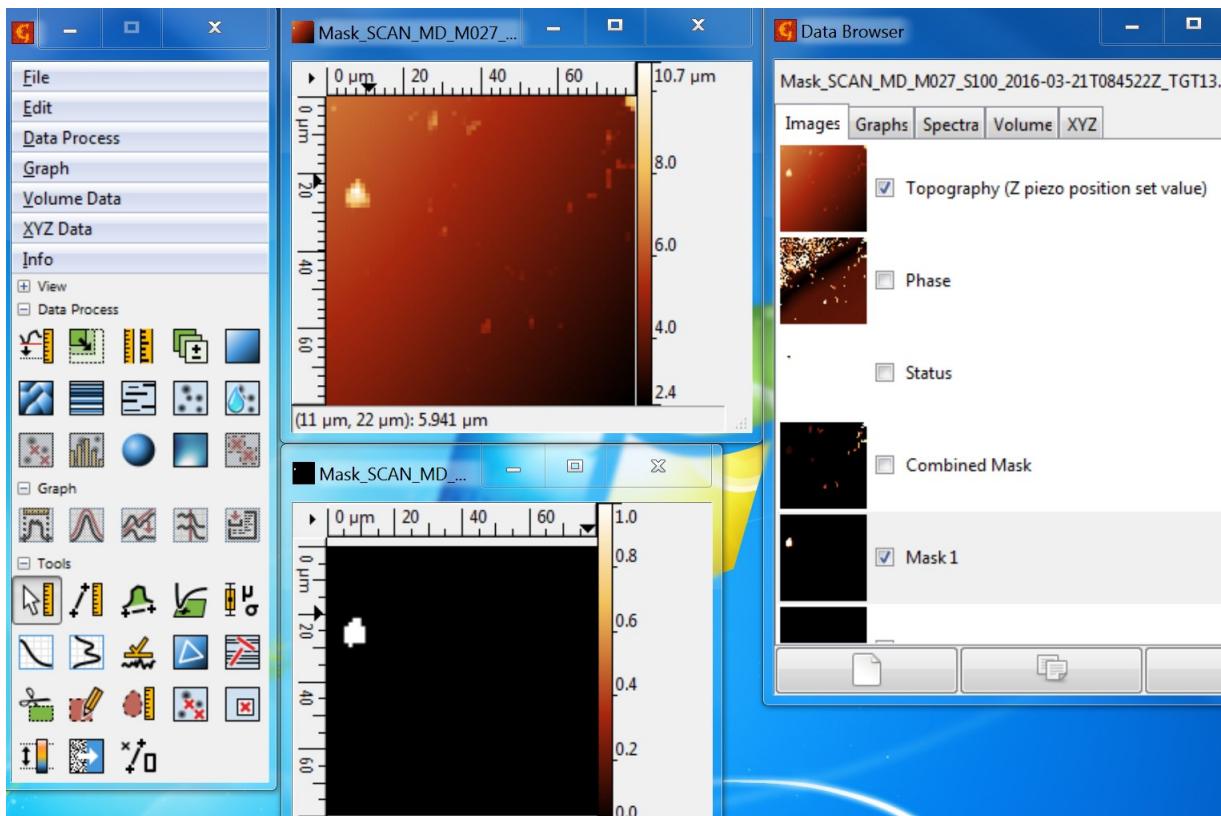 File
Edit
Data Process
Graph
Volume Data
XYZ Data
Info
View
Data Process
Graph
Tools
μ
σ
Mask_SCAN_MD_M027_...
0 μm 20 40 60
10.7 μm
8.0
6.0
4.0
2.4
0 μm
20
40
60
(11 μm, 22 μm): 5.941 μm
Mask_SCAN_MD_...
0 μm 20 40 60
1.0
0.8
0.6
0.4
0.2
0.0
0 μm
20
40
60
Data Browser
Mask_SCAN_MD_M027_S100_2016-03-21T084522Z_TGT13.
Images Graphs Spectra Volume XYZ
Topography (Z piezo position set value)
Phase
Status
Combined Mask
Mask1